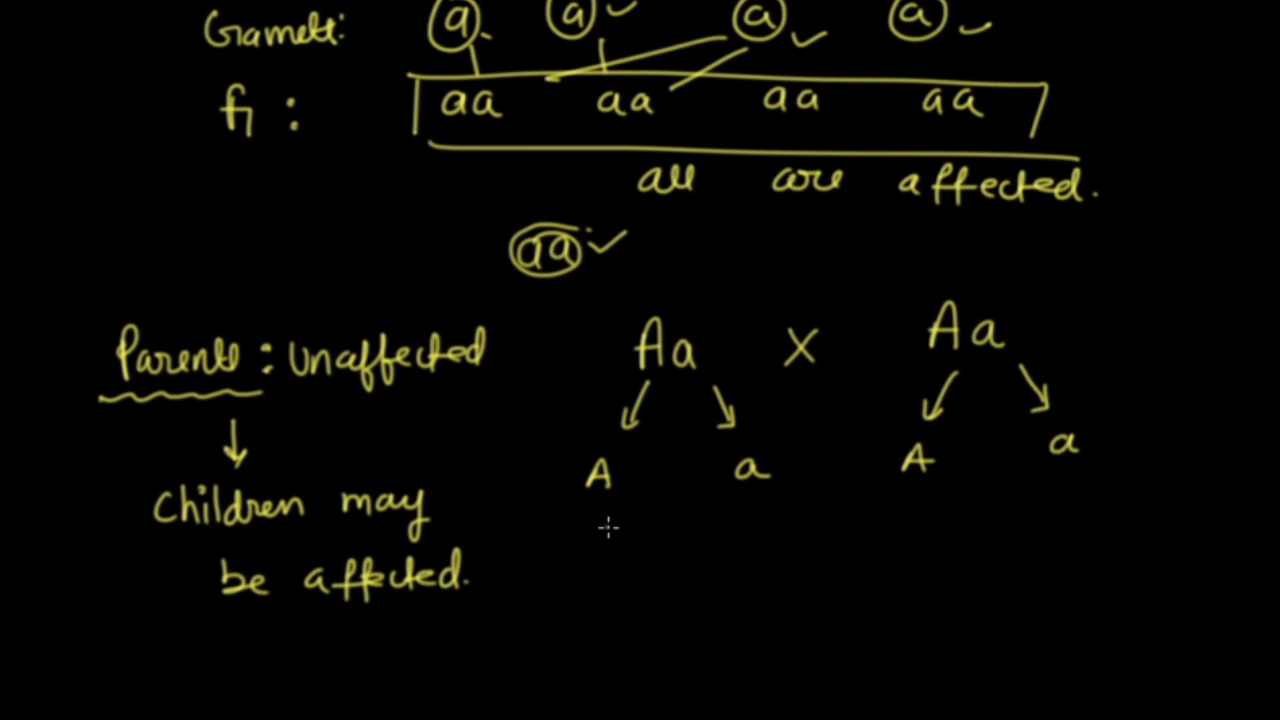 Gamete: a a a a
f1 : aa aa aa aa
all are affected.
aa
Parents : unaffected Aa X Aa
A a A a
children may
be affected.